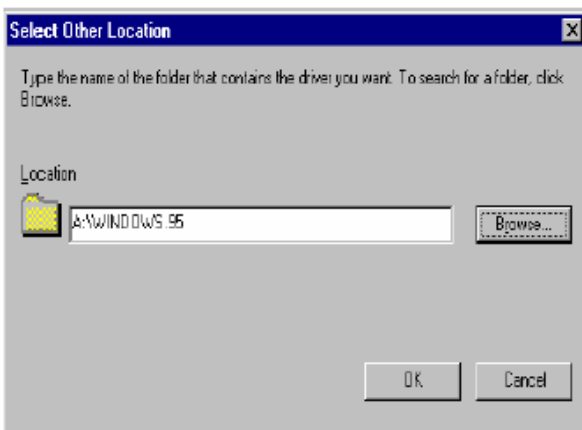 Select Other Location
Type the name of the folder that contains the driver you want. To search for a folder, click
Browse.
Location
A:\WINDOWS.95
Browse...
OK
Cancel